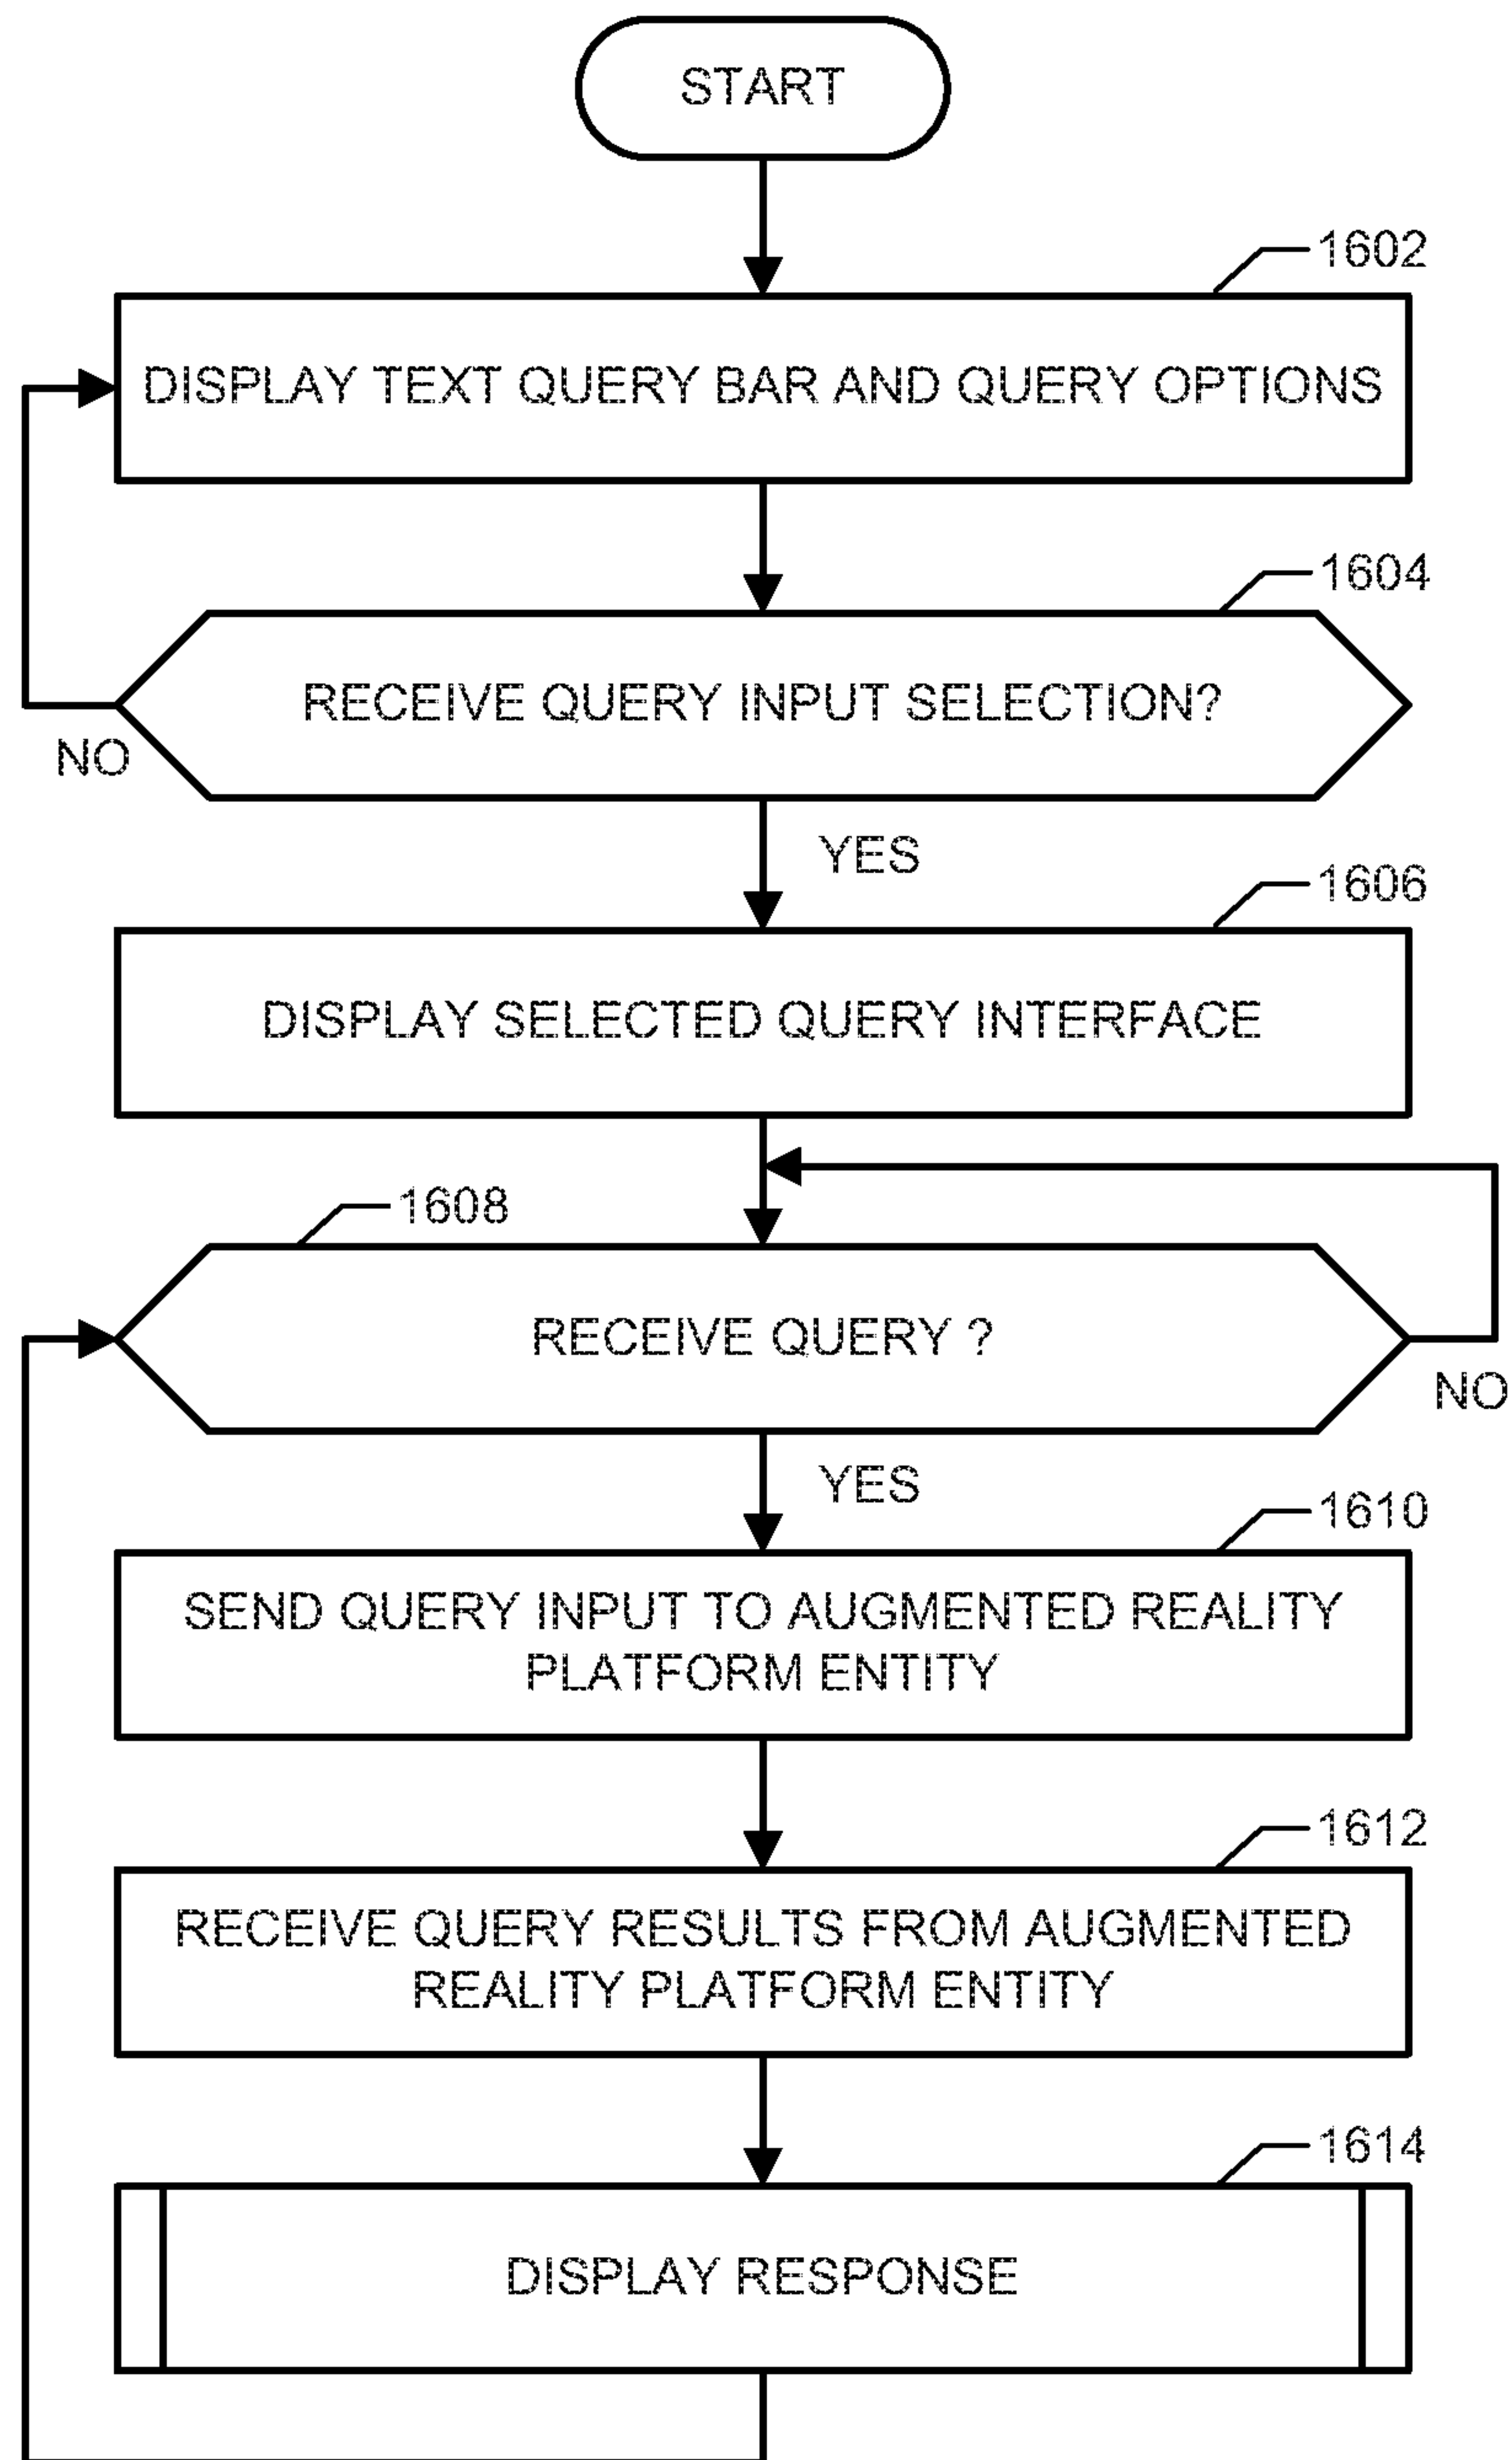 START
1602
DISPLAY TEXT QUERY BAR AND QUERY OPTIONS
1604
RECEIVE QUERY INPUT SELECTION?
NO
YES
1606
DISPLAY SELECTED QUERY INTERFACE
1608
RECEIVE QUERY ?
NO
YES
1610
SEND QUERY INPUT TO AUGMENTED REALITY
PLATFORM ENTITY
1612
RECEIVE QUERY RESULTS FROM AUGMENTED
REALITY PLATFORM ENTITY
1614
DISPLAY RESPONSE